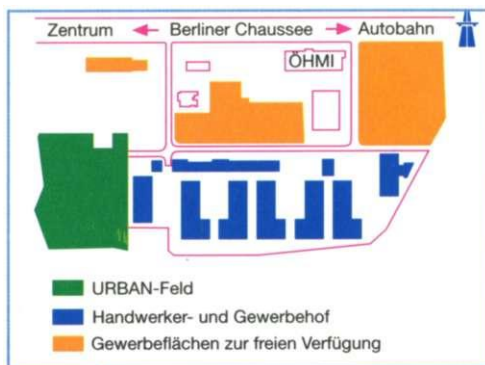 Zentrum ← Berliner Chaussee → Autobahn
ÖHMI
URBAN-Feld
Handwerker- und Gewerbehof
Gewerbeflächen zur freien Verfügung